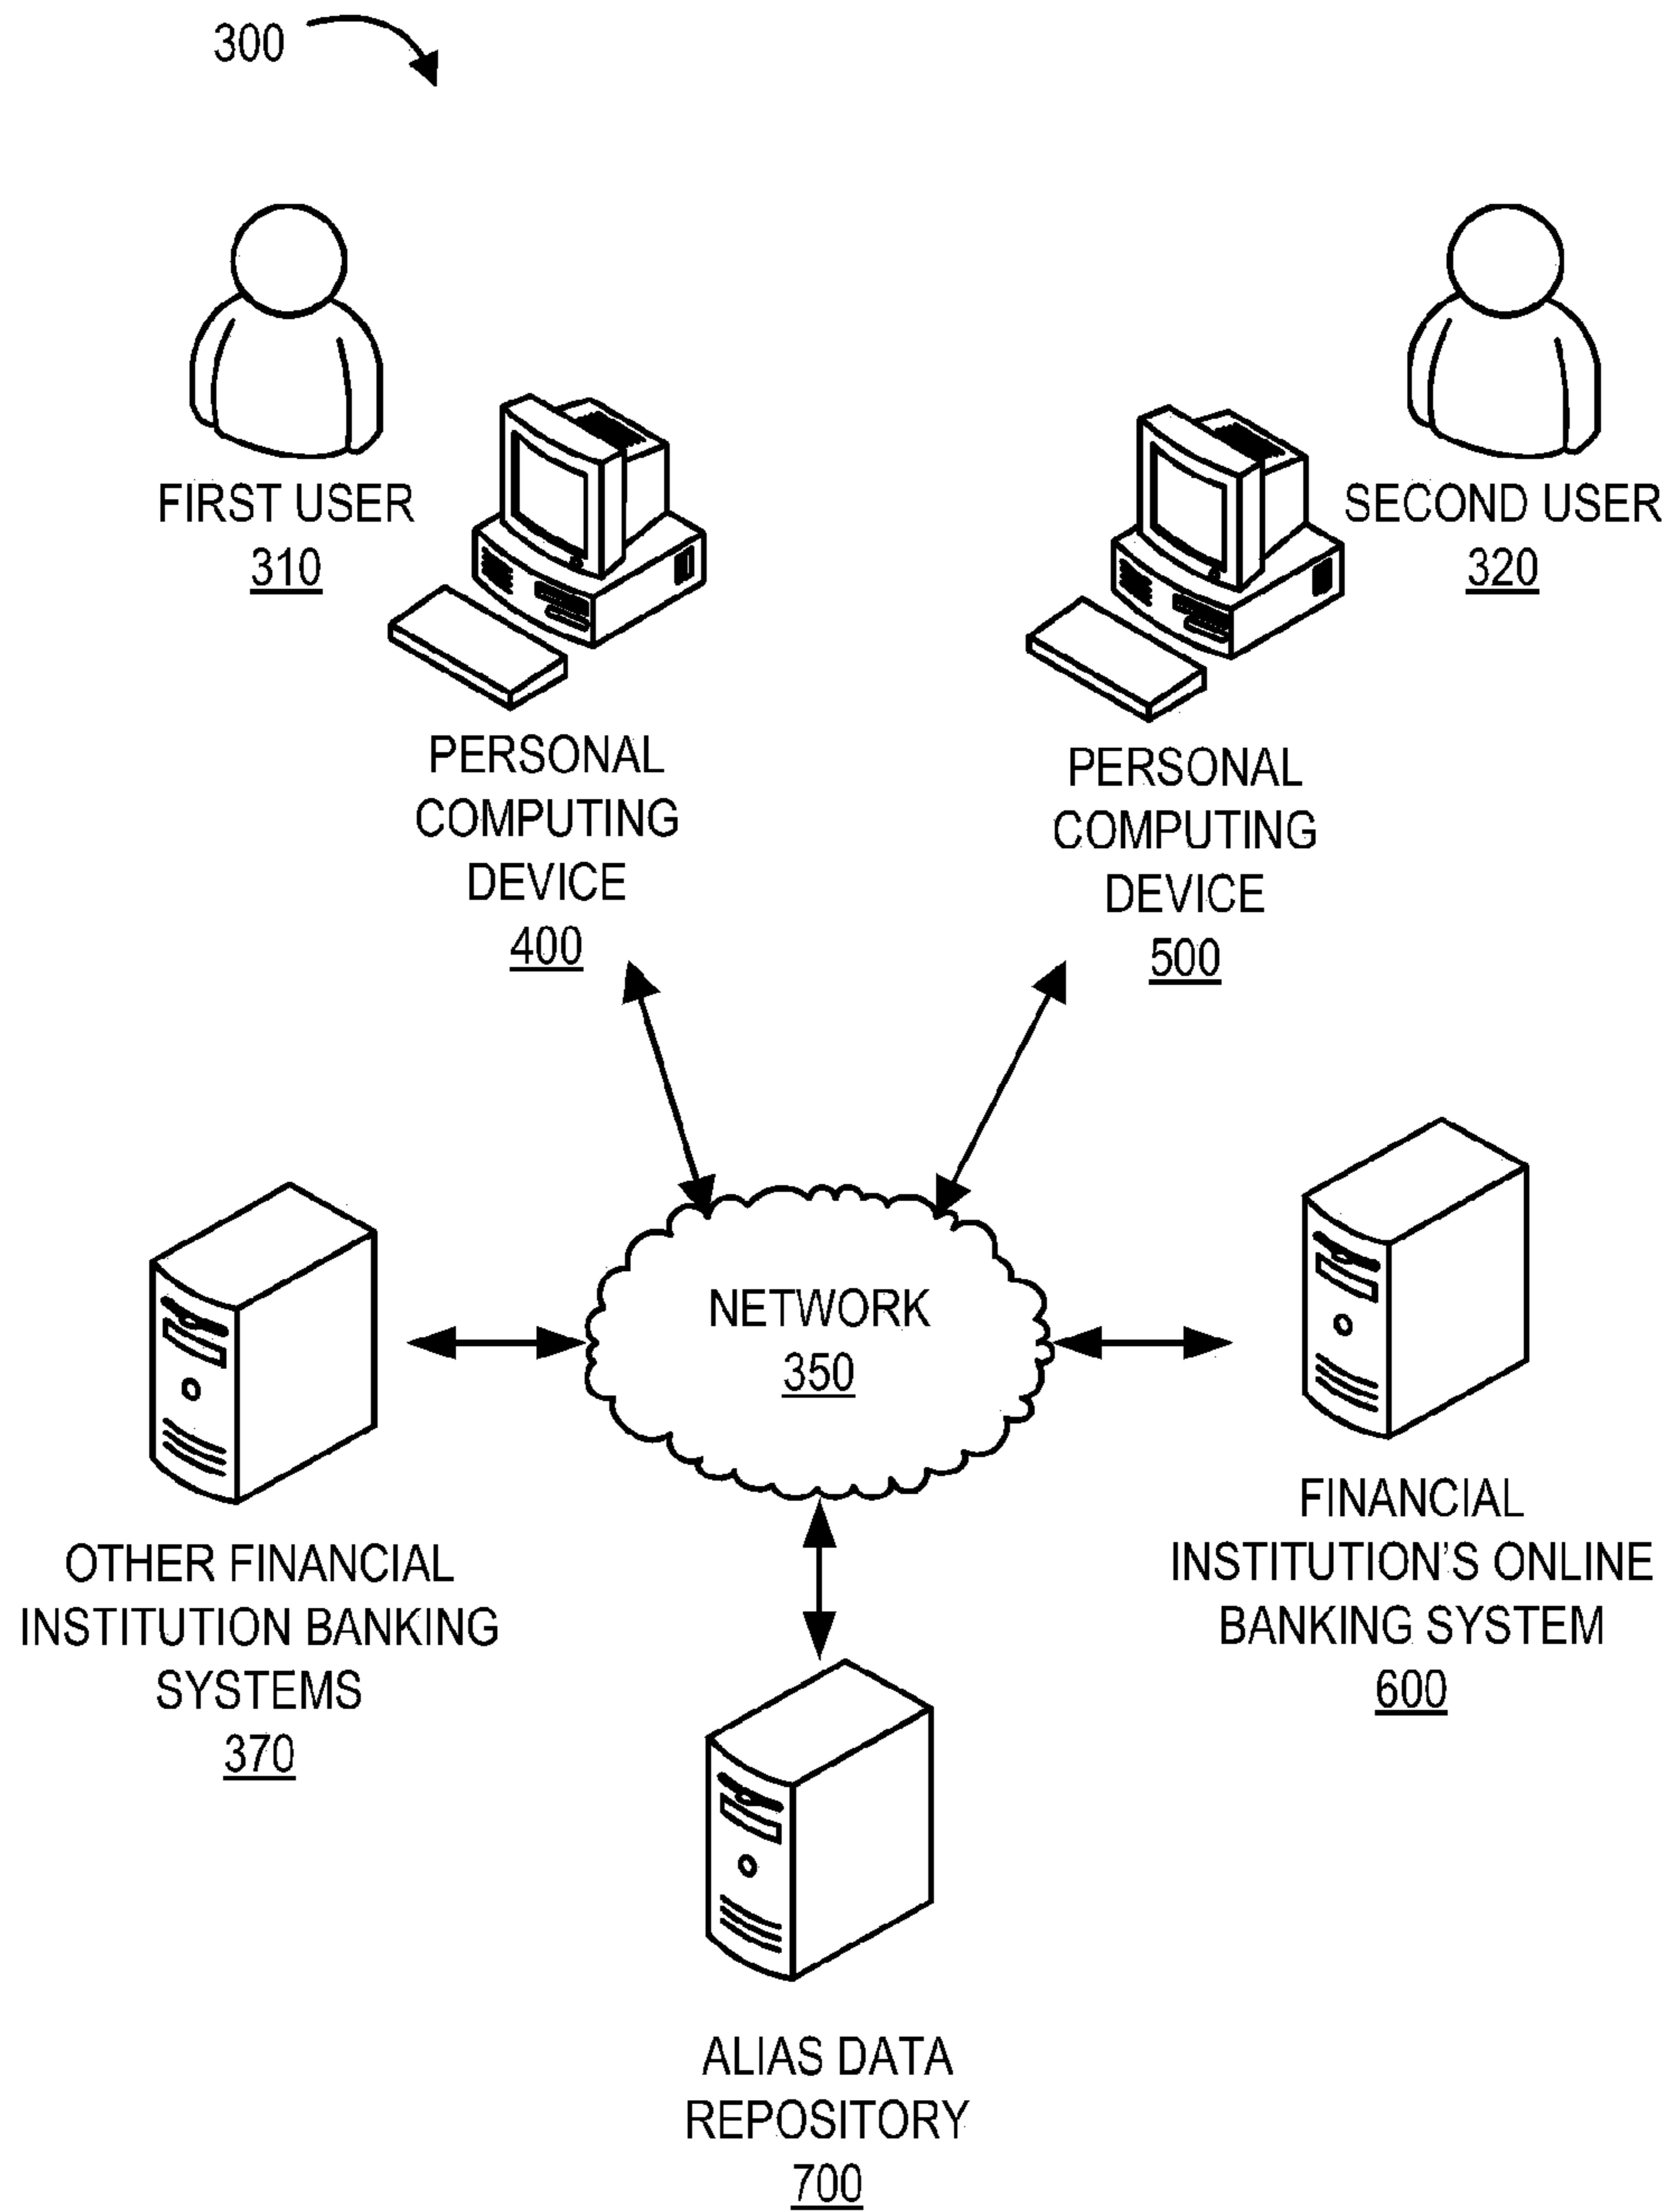 300
FIRST USER
310
SECOND USER
320
PERSONAL
COMPUTING
DEVICE
400
PERSONAL
COMPUTING
DEVICE
500
NETWORK
350
OTHER FINANCIAL
INSTITUTION BANKING
SYSTEMS
370
FINANCIAL
INSTITUTION'S ONLINE
BANKING SYSTEM
600
ALIAS DATA
REPOSITORY
700